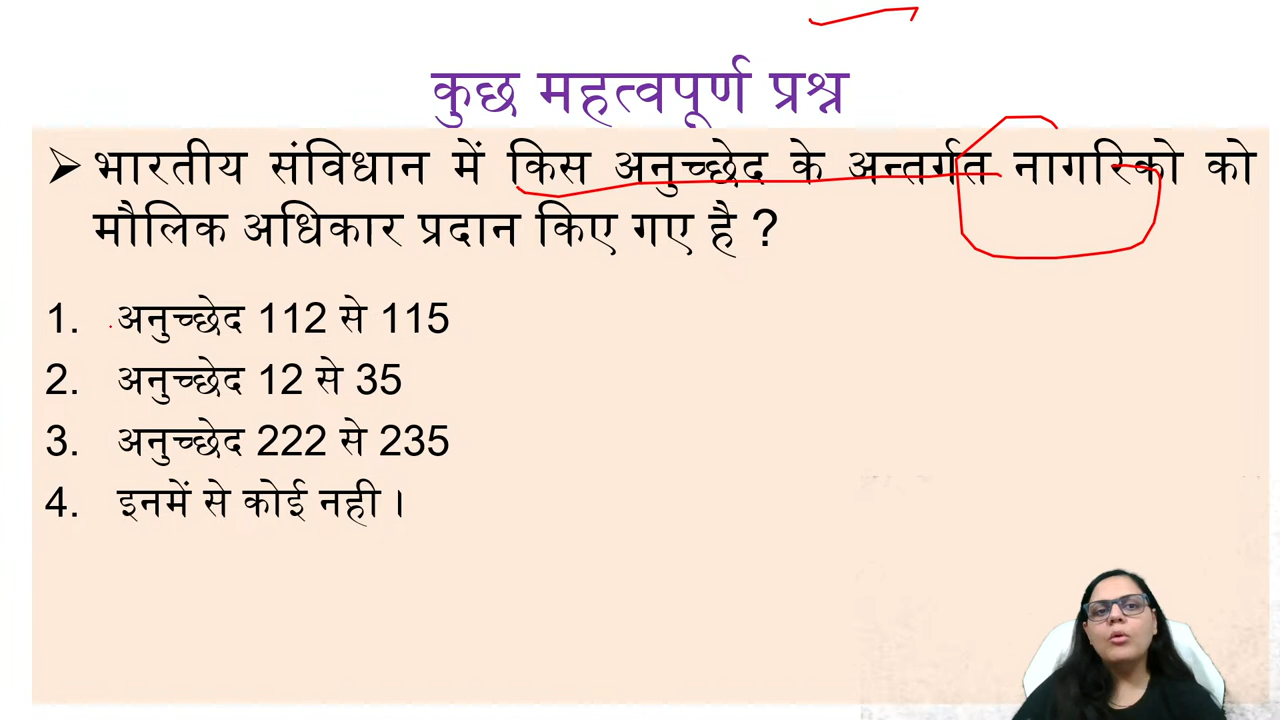 कुछ महत्वपूर्ण प्रश्न
भारतीय संविधान में किस अनुच्छेद के अन्तर्गत नागरिको को
मौलिक अधिकार प्रदान किए गए है ?
1. अनुच्छेद 112 से 115
2. अनुच्छेद 12 से 35
3. अनुच्छेद 222 से 235
4. इनमें से कोई नही ।